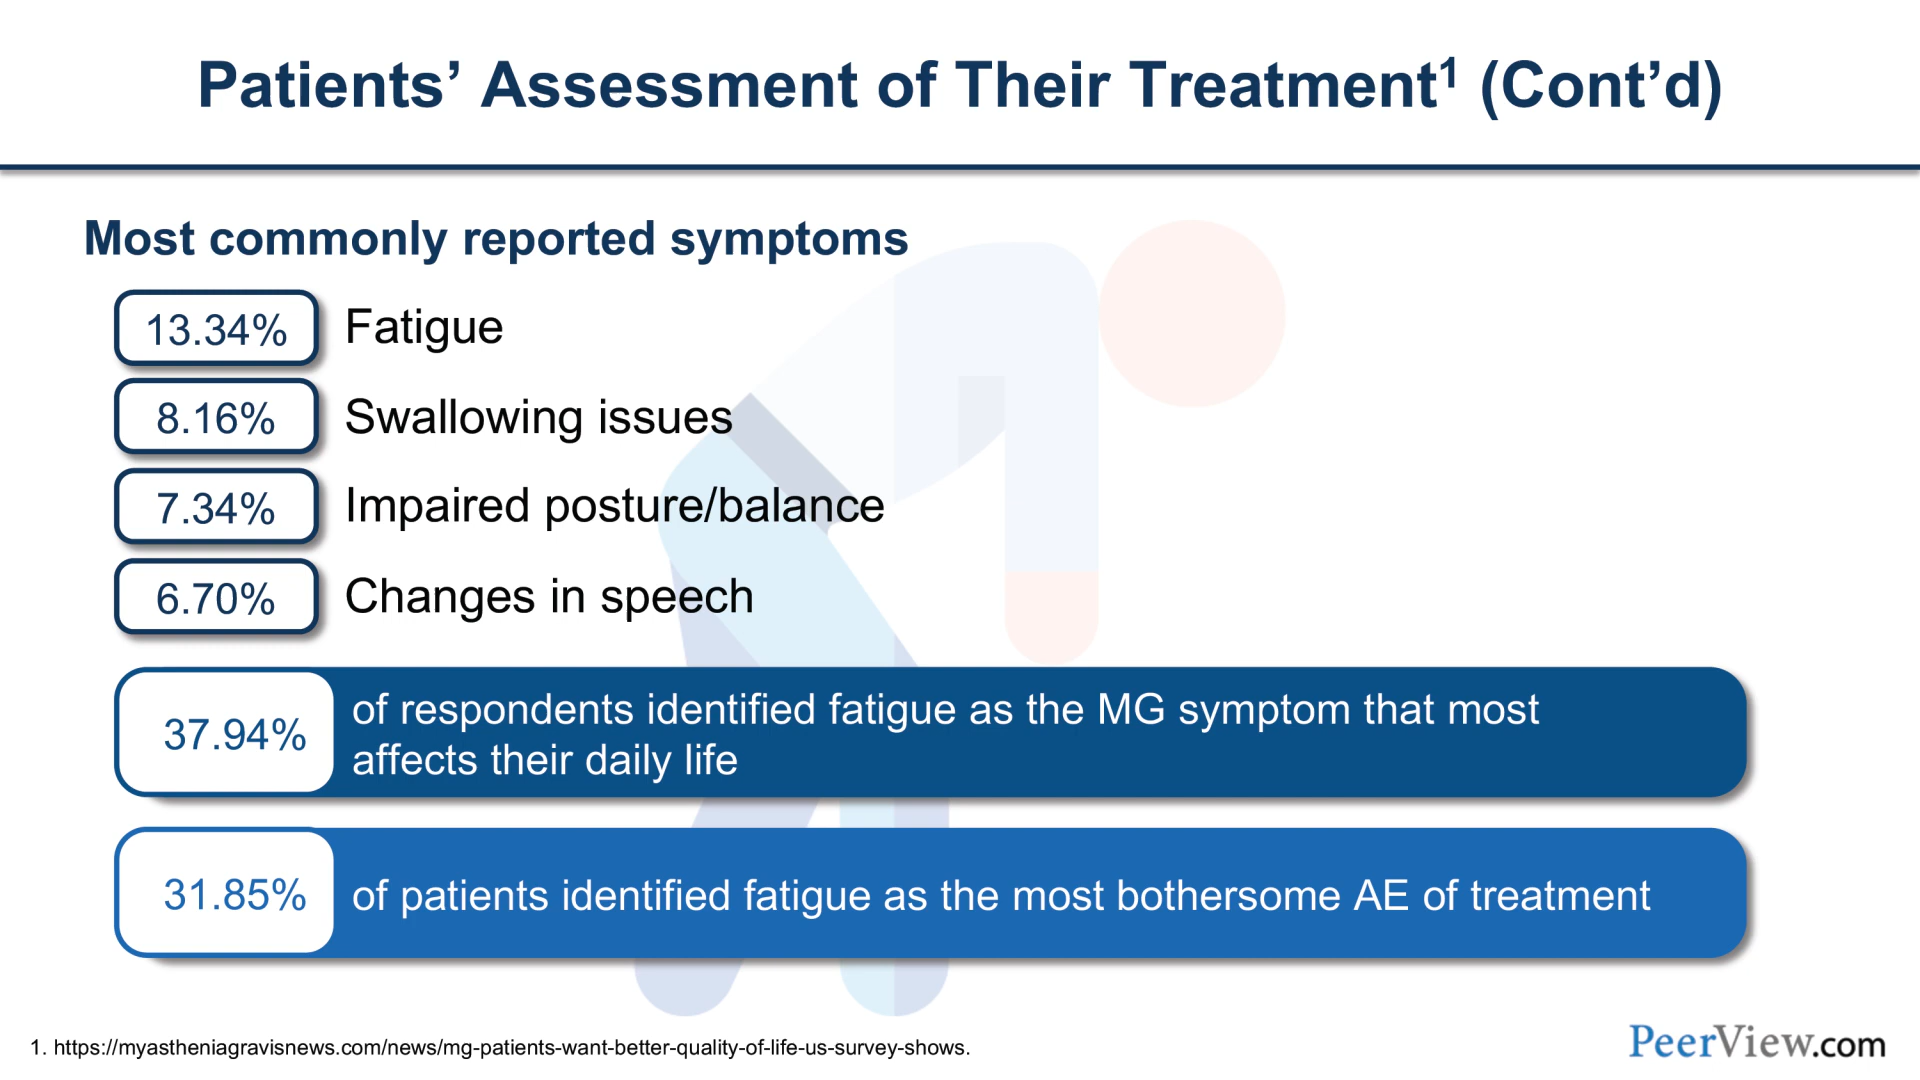 Patients’ Assessment of Their Treatment¹ (Cont’d)
Most commonly reported symptoms
13.34% Fatigue
8.16% Swallowing issues
7.34% Impaired posture/balance
6.70% Changes in speech
37.94% of respondents identified fatigue as the MG symptom that most
affects their daily life
31.85% of patients identified fatigue as the most bothersome AE of treatment
1. https://myastheniagravisnews.com/news/mg-patients-want-better-quality-of-life-us-survey-shows.
PeerView.com